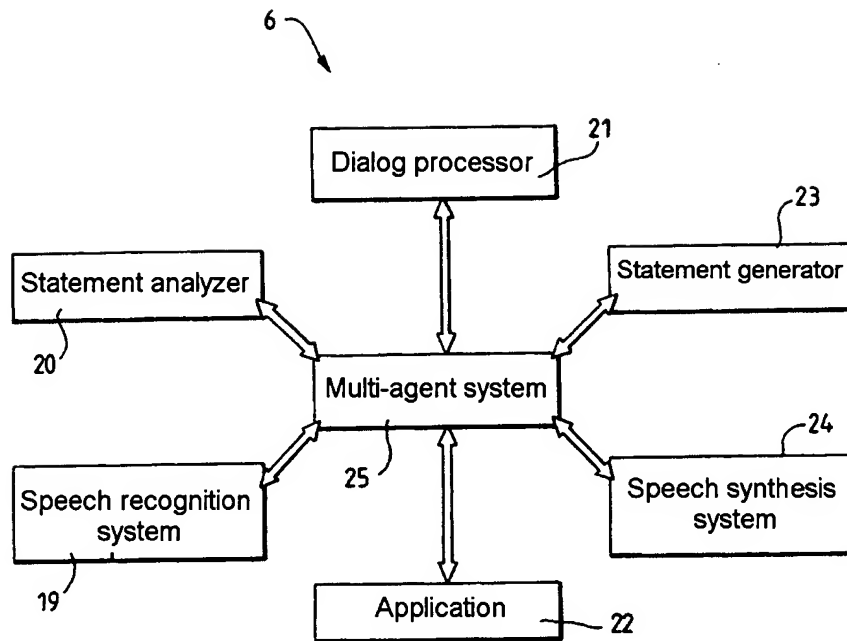 6
Dialog processor
21
23
Statement analyzer
Statement generator
20
Multi-agent system
25
24
Speech recognition
system
Speech synthesis
system
19
Application
22